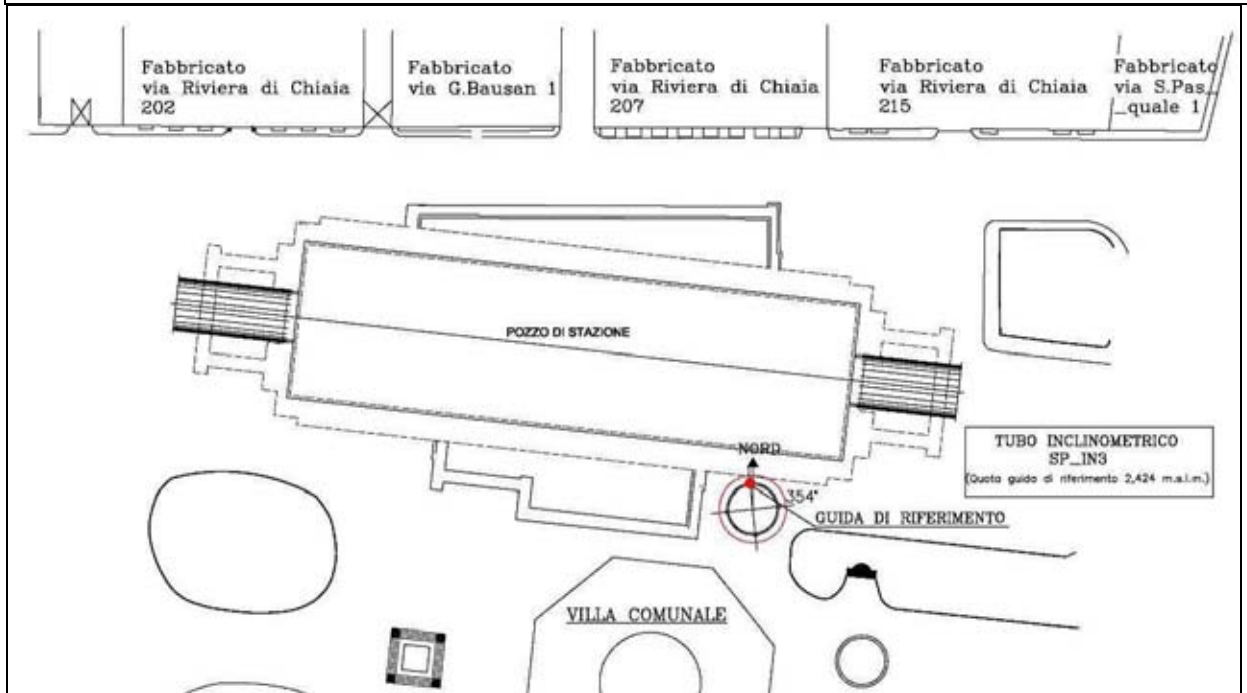 Fabbricato
via Riviera di Chiaia
202
Fabbricato
via G.Bausan 1
Fabbricato
via Riviera di Chiaia
207
Fabbricato
via Riviera di Chiaia
215
Fabbricato
via S.Pas_
_quale 1
POZZO DI STAZIONE
NORD
354°
GUIDA DI RIFERIMENTO
TUBO INCLINOMETRICO
SP_IN3
(Quota guida di riferimento 2,424 m.s.l.m.)
VILLA COMUNALE